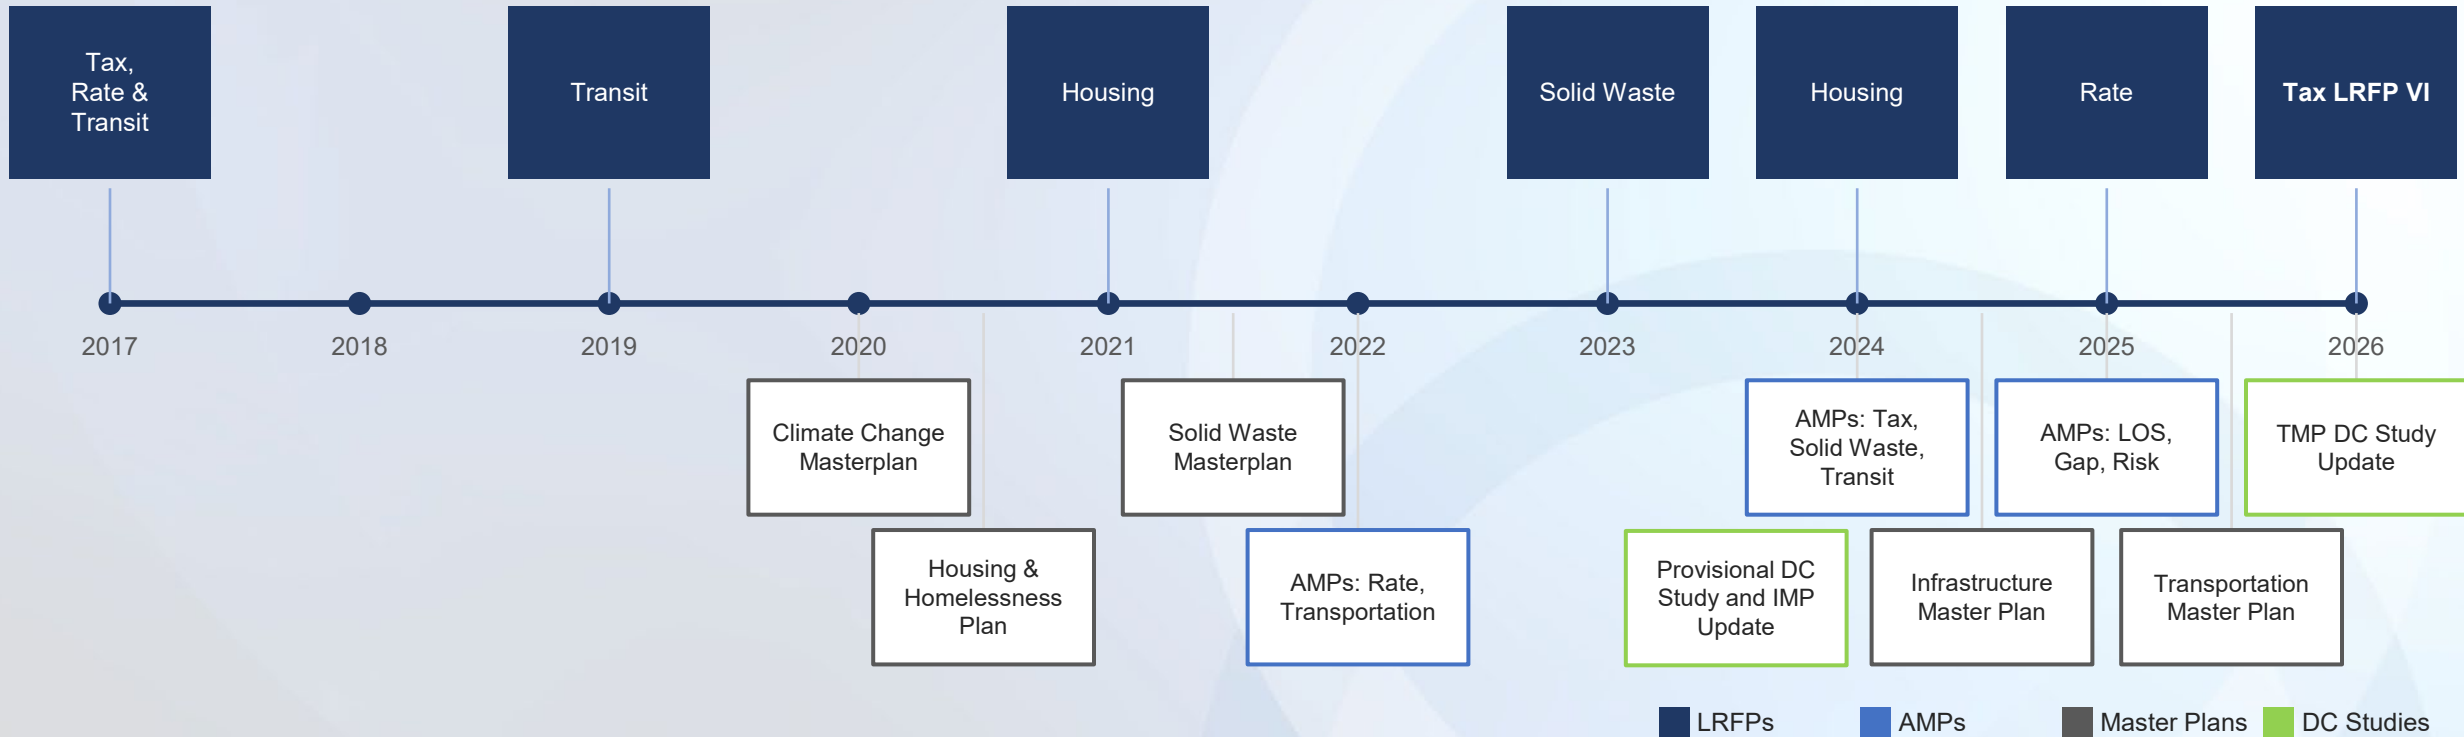 Tax,
Rate &
Transit
Transit
Housing
Solid Waste
Housing
Rate
Tax LRFP VI
2017
2018
2019
2020
2021
2022
2023
2024
2025
2026
Climate Change
Masterplan
Solid Waste
Masterplan
AMPs: Tax,
Solid Waste,
Transit
AMPs: LOS,
Gap, Risk
TMP DC Study
Update
Housing &
Homelessness
Plan
AMPs: Rate,
Transportation
Provisional DC
Study and IMP
Update
Infrastructure
Master Plan
Transportation
Master Plan
LRFPs
AMPs
Master Plans
DC Studies